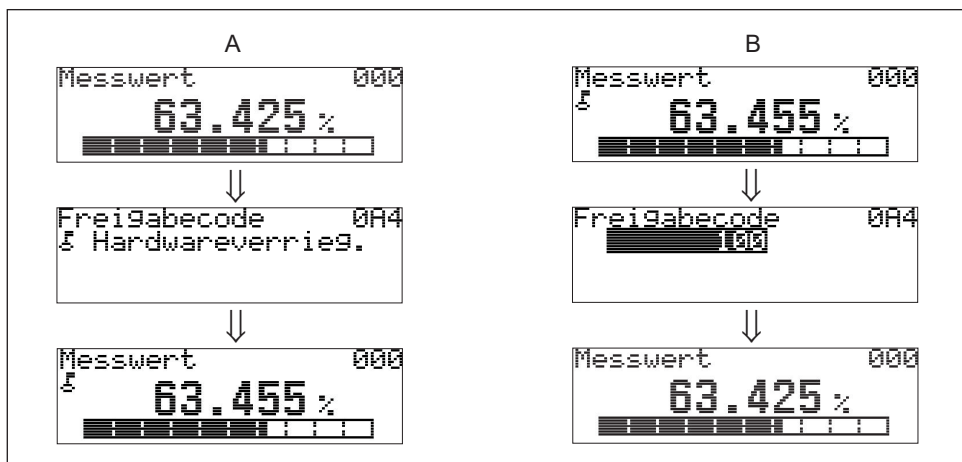 A
Messwert 000
63.425 %
Freigabecode 0A4
Hardwareverrieg.
Messwert 000
63.455 %
B
Messwert 000
63.455 %
Freigabecode 0A4
100
Messwert 000
63.425 %